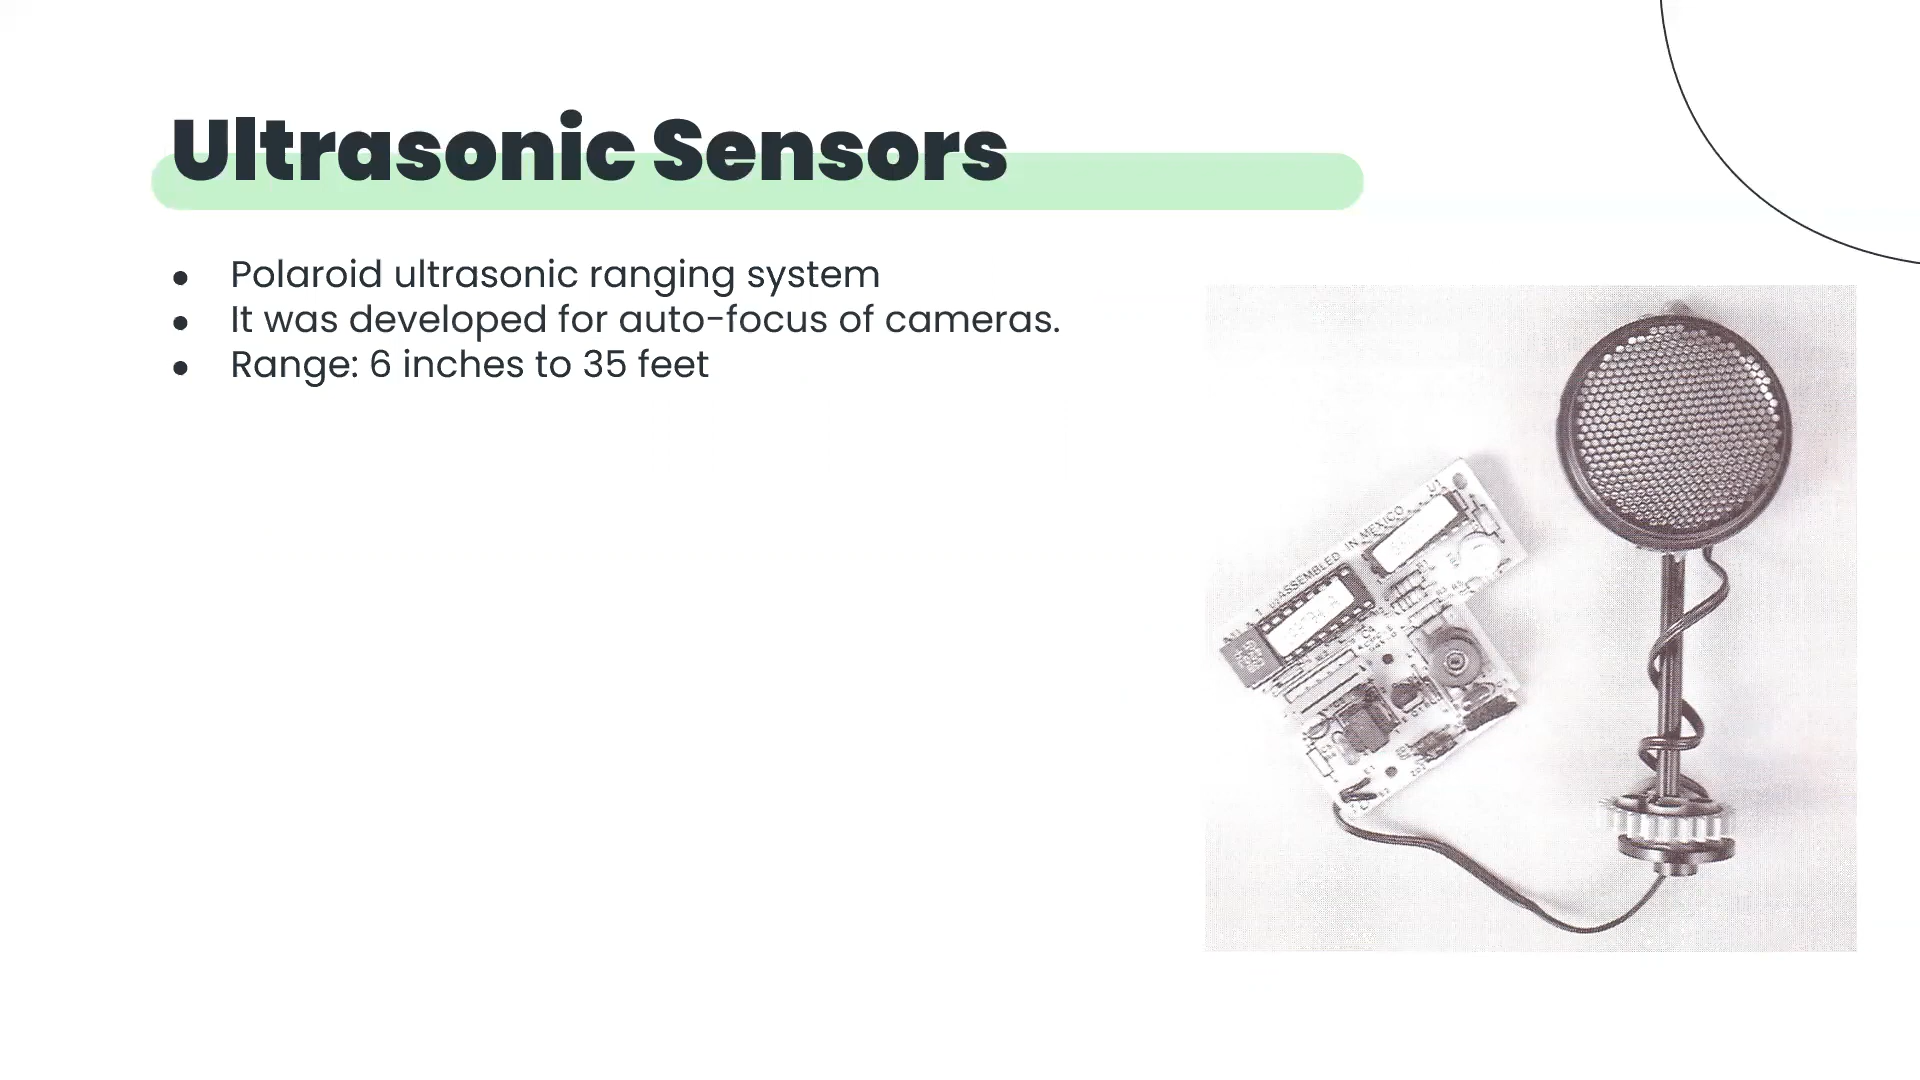 Ultrasonic Sensors
● Polaroid ultrasonic ranging system
● It was developed for auto-focus of cameras.
● Range: 6 inches to 35 feet
U1
ASSEMBLED IN MEXICO